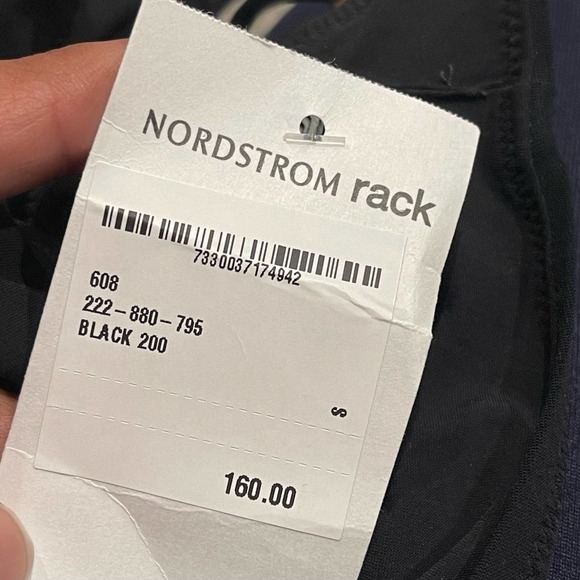 NORDSTROM rack
7330037174942
608
222-880-795
BLACK 200
S
160.00